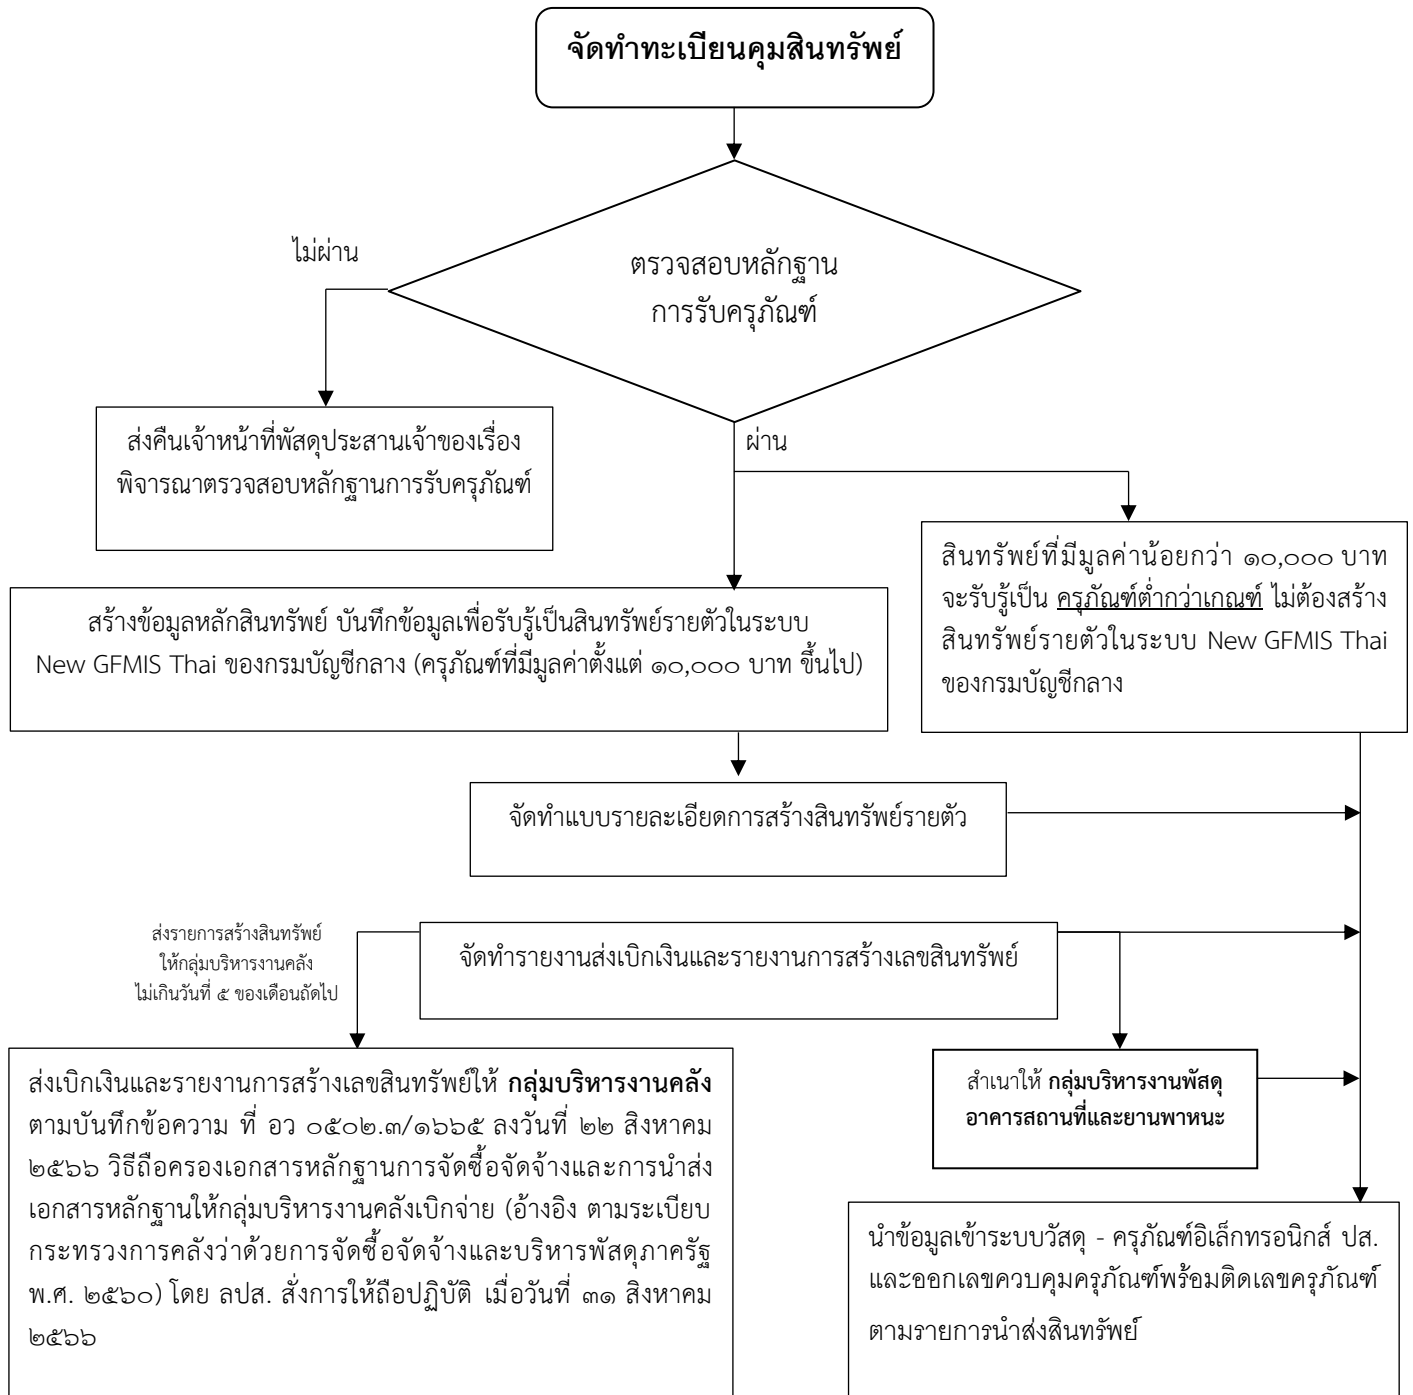 จัดทำทะเบียนคุมสินทรัพย์
ไม่ผ่าน
ตรวจสอบหลักฐาน
การรับครุภัณฑ์
ส่งคืนเจ้าหน้าที่พัสดุประสานเจ้าของเรื่อง
พิจารณาตรวจสอบหลักฐานการรับครุภัณฑ์
ผ่าน
สร้างข้อมูลหลักสินทรัพย์ บันทึกข้อมูลเพื่อรับรู้เป็นสินทรัพย์รายตัวในระบบ
New GFMIS Thai ของกรมบัญชีกลาง (ครุภัณฑ์ที่มีมูลค่าตั้งแต่ ๑๐,๐๐๐ บาท ขึ้นไป)
สินทรัพย์ที่มีมูลค่าน้อยกว่า ๑๐,๐๐๐ บาท
จะรับรู้เป็น ครุภัณฑ์ต่ำกว่าเกณฑ์ ไม่ต้องสร้าง
สินทรัพย์รายตัวในระบบ New GFMIS Thai
ของกรมบัญชีกลาง
จัดทำแบบรายละเอียดการสร้างสินทรัพย์รายตัว
ส่งรายการสร้างสินทรัพย์
ให้กลุ่มบริหารงานคลัง
ไม่เกินวันที่ ๕ ของเดือนถัดไป
จัดทำรายงานส่งเบิกเงินและรายงานการสร้างเลขสินทรัพย์
ส่งเบิกเงินและรายงานการสร้างเลขสินทรัพย์ให้ กลุ่มบริหารงานคลัง
ตามบันทึกข้อความ ที่ อว ๐๕๐๒.๓/๑๖๖๕ ลงวันที่ ๒๒ สิงหาคม
๒๕๖๖ วิธีถือครองเอกสารหลักฐานการจัดซื้อจัดจ้างและการนำส่ง
เอกสารหลักฐานให้กลุ่มบริหารงานคลังเบิกจ่าย (อ้างอิง ตามระเบียบ
กระทรวงการคลังว่าด้วยการจัดซื้อจัดจ้างและบริหารพัสดุภาครัฐ
พ.ศ. ๒๕๖๐) โดย ลปส. สั่งการให้ถือปฏิบัติ เมื่อวันที่ ๓๑ สิงหาคม
๒๕๖๖
สำเนาให้ กลุ่มบริหารงานพัสดุ
อาคารสถานที่และยานพาหนะ
นำข้อมูลเข้าระบบวัสดุ - ครุภัณฑ์อิเล็กทรอนิกส์ ปส.
และออกเลขควบคุมครุภัณฑ์พร้อมติดเลขครุภัณฑ์
ตามรายการนำส่งสินทรัพย์